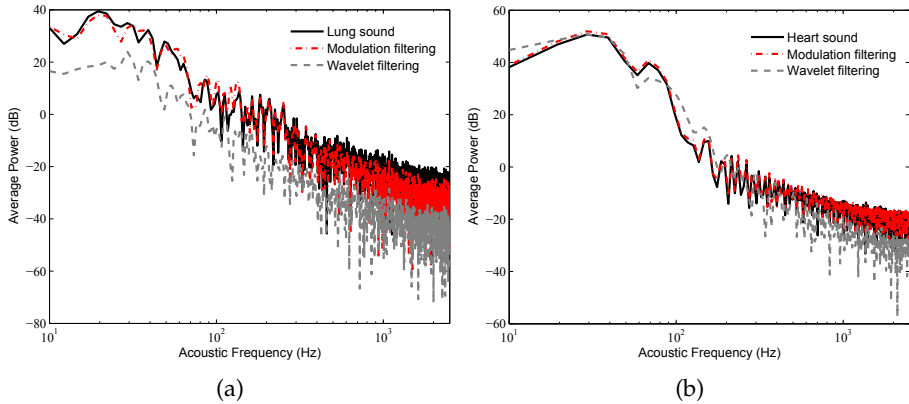 40
20
0
−20
−40
−60
−80
Average Power (dB)
Lung sound
Modulation filtering
Wavelet filtering
10^1
10^2
10^3
Acoustic Frequency (Hz)
(a)
60
40
20
0
−20
−40
−60
Average Power (dB)
Heart sound
Modulation filtering
Wavelet filtering
10^1
10^2
10^3
Acoustic Frequency (Hz)
(b)